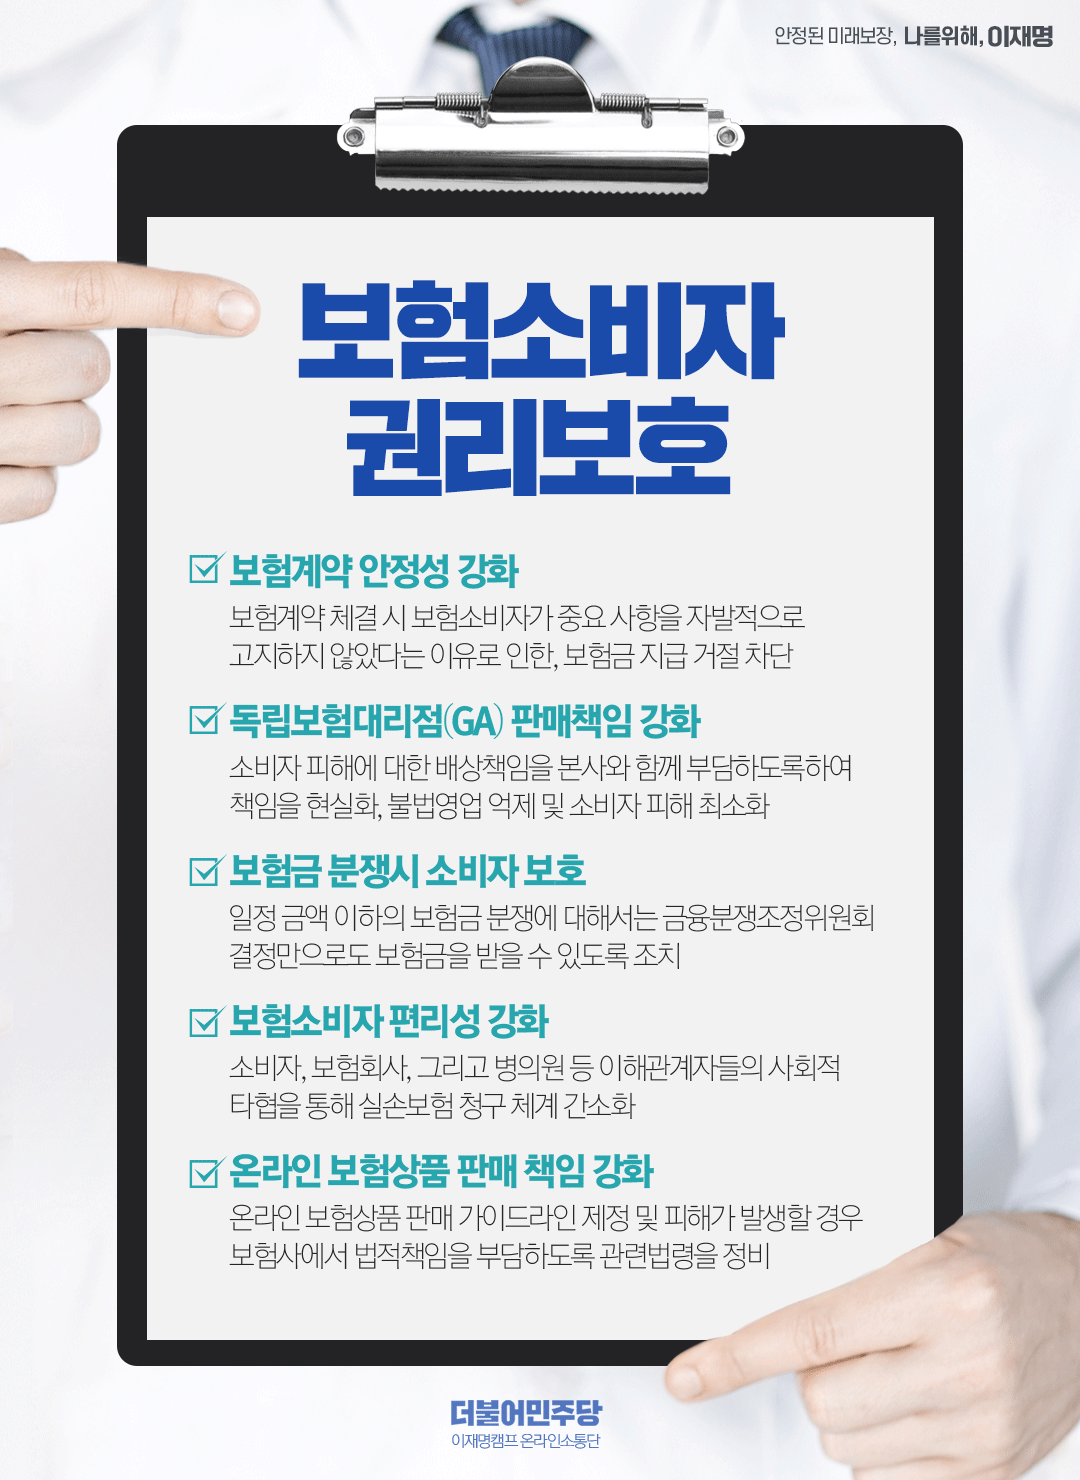 안정된 미래보장, 나를위해, 이재명
보험소비자
권리보호
보험계약 안정성 강화
보험계약 체결 시 보험소비자가 중요 사항을 자발적으로
고지하지 않았다는 이유로 인한, 보험금 지급 거절 차단
독립보험대리점(GA) 판매책임 강화
소비자 피해에 대한 배상책임을 본사와 함께 부담하도록하여
책임을 현실화, 불법영업 억제 및 소비자 피해 최소화
보험금 분쟁시 소비자 보호
일정 금액 이하의 보험금 분쟁에 대해서는 금융분쟁조정위원회
결정만으로도 보험금을 받을 수 있도록 조치
보험소비자 편리성 강화
소비자, 보험회사, 그리고 병의원 등 이해관계자들의 사회적
타협을 통해 실손보험 청구 체계 간소화
온라인 보험상품 판매 책임 강화
온라인 보험상품 판매 가이드라인 제정 및 피해가 발생할 경우
보험사에서 법적책임을 부담하도록 관련법령을 정비
더불어민주당
이재명캠프 온라인소통단